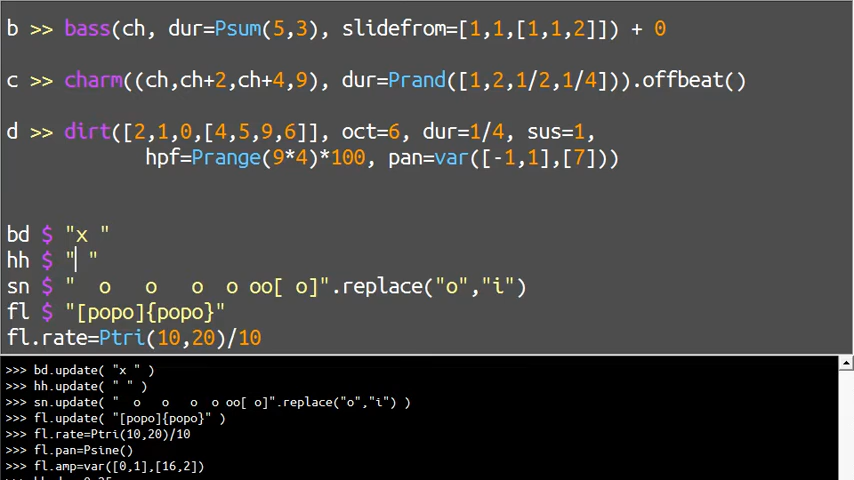 b >> bass(ch, dur=Psum(5,3), slidefrom=[1,1,[1,1,2]]) + 0
c >> charm((ch,ch+2,ch+4,9), dur=Prand([1,2,1/2,1/4])).offbeat()
d >> dirt([2,1,0,[4,5,9,6]], oct=6, dur=1/4, sus=1,
hpf=Prange(9*4)*100, pan=var([-1,1],[7]))
bd $ "x "
hh $ "  "
sn $ "  o   o   o  o oo[ o]".replace("o","i")
fl $ "[popo]{popo}"
fl.rate=Ptri(10,20)/10
>>> bd.update( "x " )
>>> hh.update( " " )
>>> sn.update( "  o   o   o  o oo[ o]".replace("o","i") )
>>> fl.update( "[popo]{popo}" )
>>> fl.rate=Ptri(10,20)/10
>>> fl.pan=Psine()
>>> fl.amp=var([0,1],[16,2])